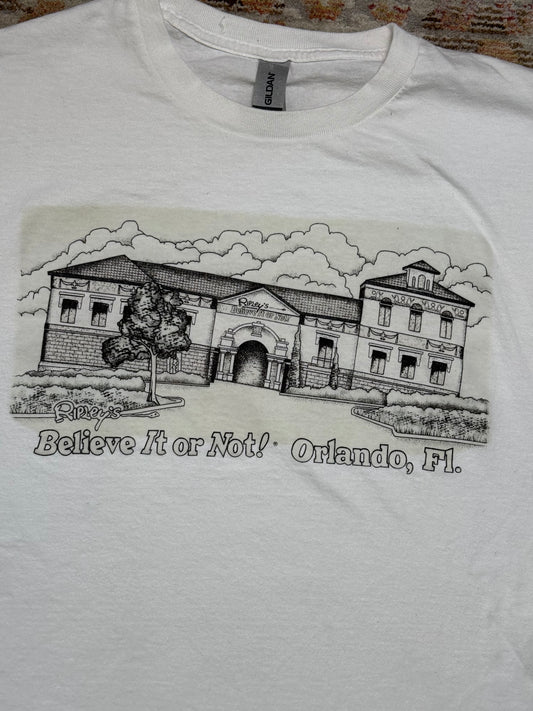 GILDAN
Ripley's
Believe It or Not!
Ripley's
Believe It or Not!® Orlando, Fl.